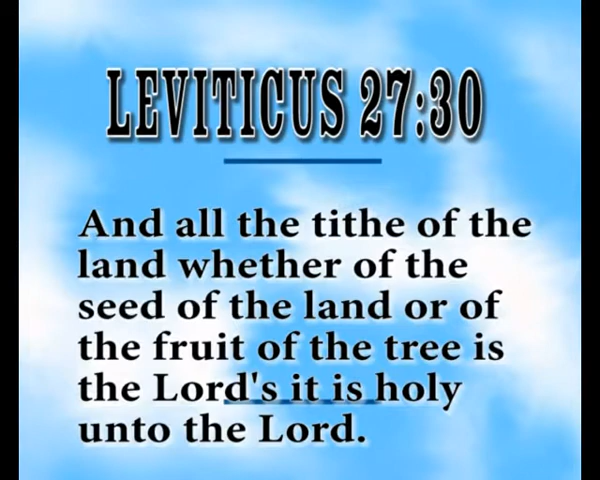 LEVITICUS 27:30
And all the tithe of the
land whether of the
seed of the land or of
the fruit of the tree is
the Lord's it is holy
unto the Lord.